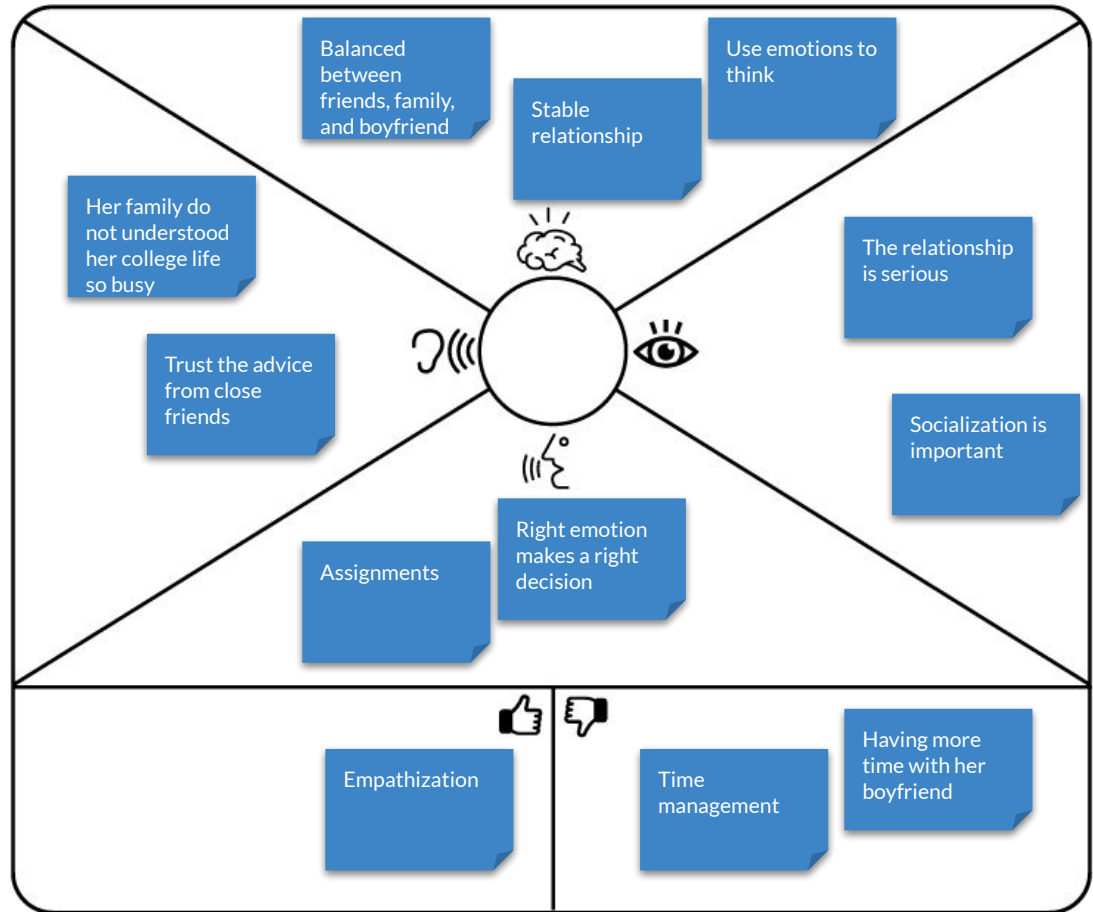 Balanced
between
friends, family,
and boyfriend
Stable
relationship
Use emotions to
think
Her family do
not understood
her college life
so busy
Trust the advice
from close
friends
The relationship
is serious
Socialization is
important
Assignments
Right emotion
makes a right
decision
Empathization
Time
management
Having more
time with her
boyfriend